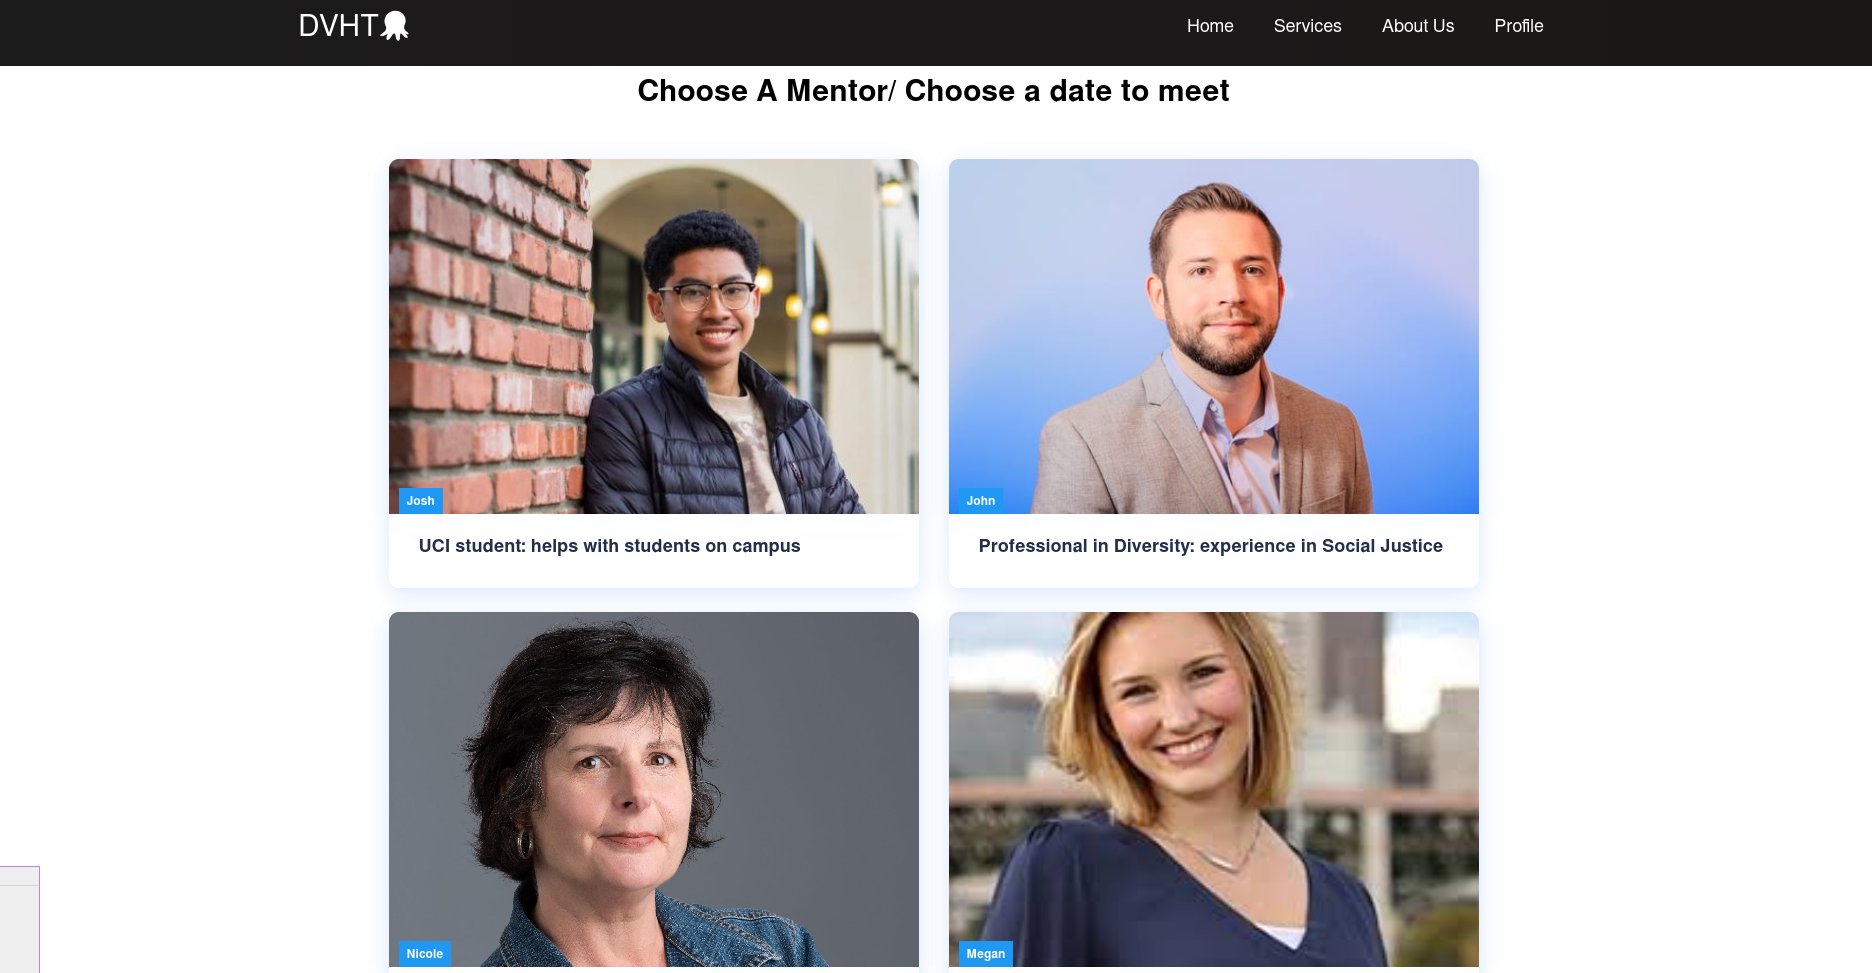 DVHT
Home Services About Us Profile
Choose A Mentor/ Choose a date to meet
Josh
John
UCI student: helps with students on campus
Professional in Diversity: experience in Social Justice
Nicole
Megan